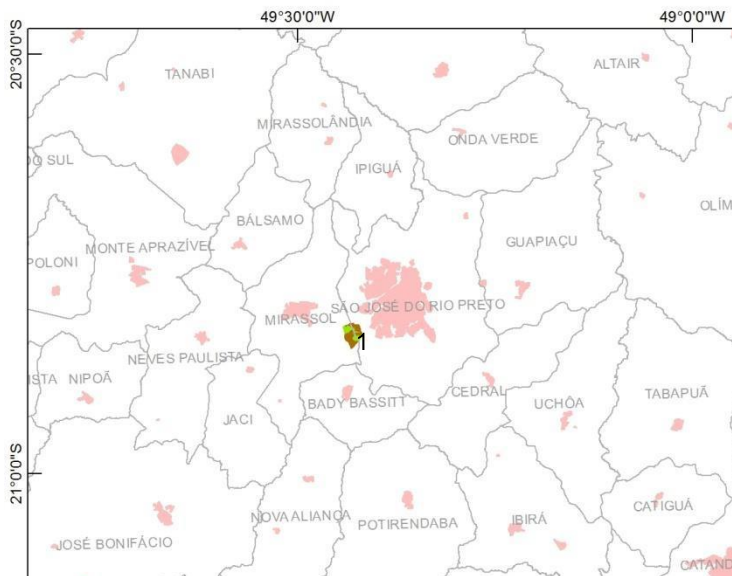 49°30'0"W
49°0'0"W
20°30'0"S
TANABI
ALTAIR
MIRASSOLÂNDIA
ONDA VERDE
DO SUL
IPIGUÁ
OLÍM
BÁLSAMO
GUAPIAÇU
MONTE APRAZÍVEL
POLONI
SÃO JOSÉ DO RIO PRETO
MIRASSOL
1
NEVES PAULISTA
ISTA
NIPOÃ
CEDRAL
TABAPUÃ
BADY BASSITT
UCHÔA
JACI
21°0'0"S
CATIGUÁ
NOVA ALIANÇA
POTIRENDABA
IBIRÁ
JOSÉ BONIFÁCIO
CATAND